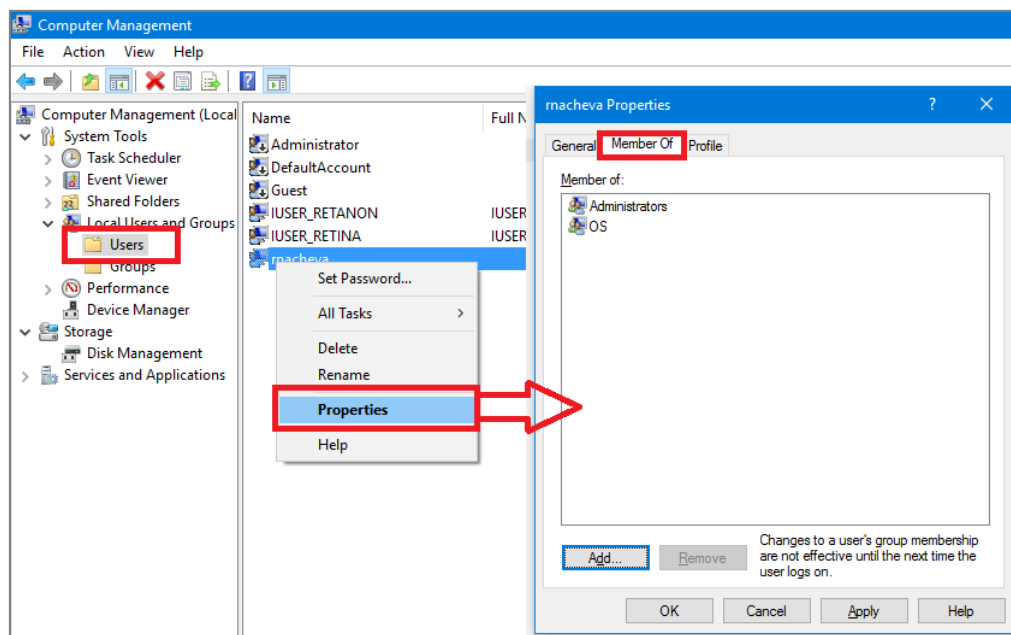 Computer Management
File Action View Help
Computer Management (Local
System Tools
Task Scheduler
Event Viewer
Shared Folders
Local Users and Groups
Users
Groups
Performance
Device Manager
Storage
Disk Management
Services and Applications
Name Full N
Administrator
DefaultAccount
Guest
IUSER_RETANON IUSER
IUSER_RETINA IUSER
rnacheva
Set Password...
All Tasks
Delete
Rename
Properties
Help
rnacheva Properties
General Member Of Profile
Member of:
Administrators
OS
Add... Remove
Changes to a user's group membership
are not effective until the next time the
user logs on.
OK Cancel Apply Help